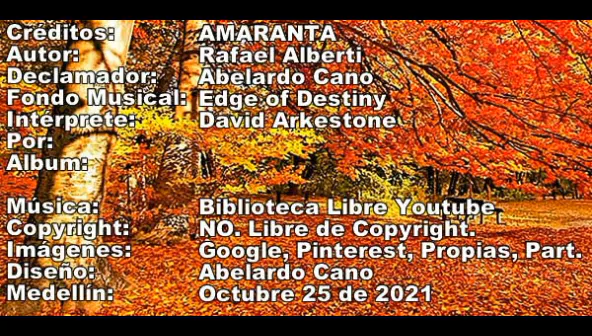 Créditos: AMARANTA
Autor: Rafael Alberti
Declamador: Abelardo Cano
Fondo Musical: Edge of Destiny
Intérprete: David Arkestone
Por:
Album:
Música: Biblioteca Libre Youtube.
Copyright: NO. Libre de Copyright.
Imágenes: Google, Pinterest, Propias, Part.
Diseño: Abelardo Cano
Medellín: Octubre 25 de 2021